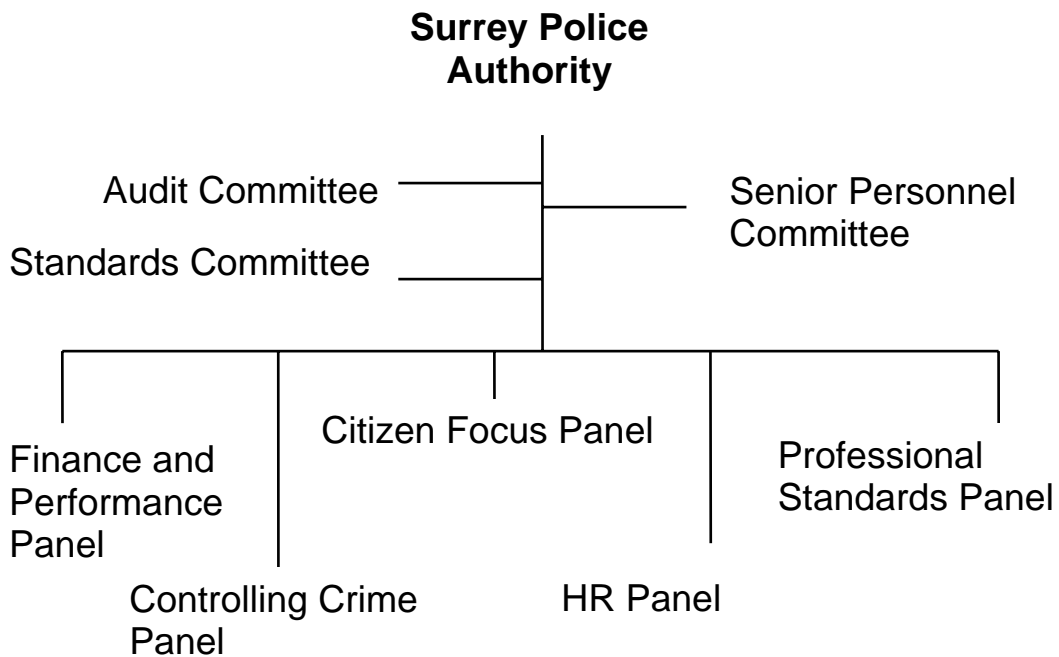 Surrey Police
Authority
Audit Committee
Senior Personnel
Committee
Standards Committee
Finance and
Performance
Panel
Controlling Crime
Panel
Citizen Focus Panel
HR Panel
Professional
Standards Panel